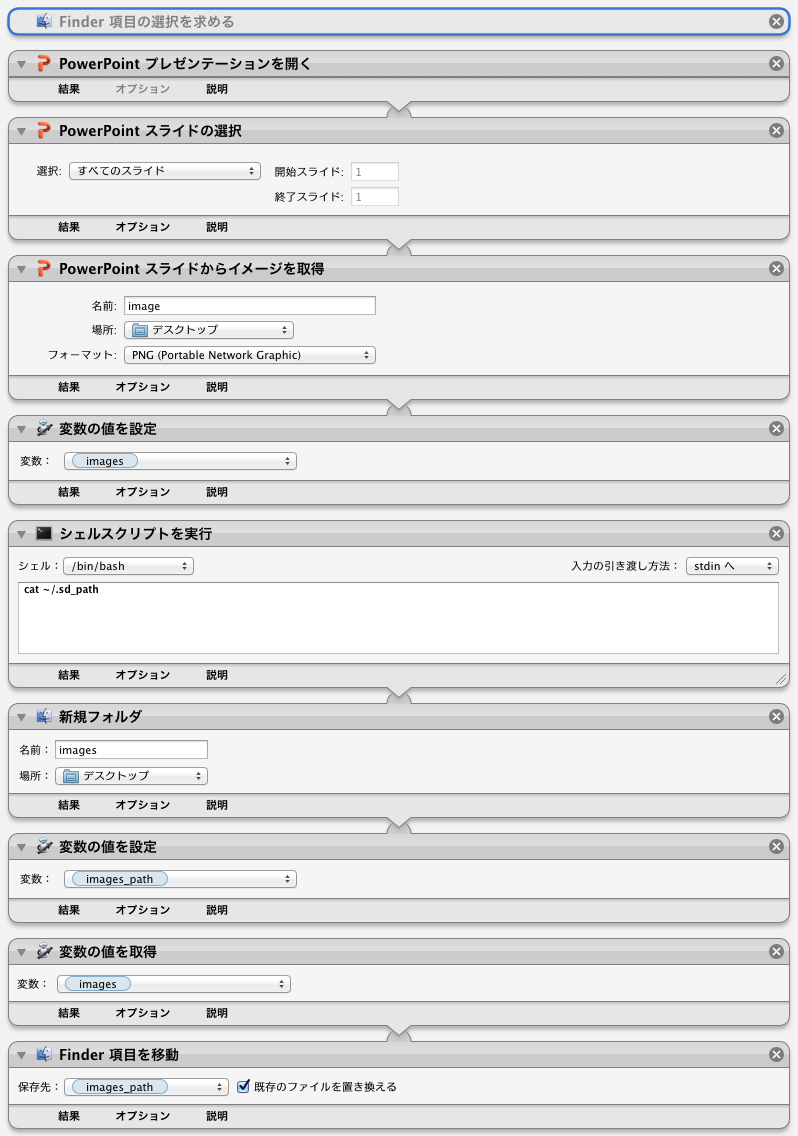 Finder 項目の選択を求める
PowerPoint プレゼンテーションを開く
結果 オプション 説明
PowerPoint スライドの選択
選択: すべてのスライド 開始スライド: 1
終了スライド: 1
結果 オプション 説明
PowerPoint スライドからイメージを取得
名前: image
場所: デスクトップ
フォーマット: PNG (Portable Network Graphic)
結果 オプション 説明
変数の値を設定
変数： images
結果 オプション 説明
シェルスクリプトを実行
シェル： /bin/bash 入力の引き渡し方法： stdin へ
cat ~/.sd_path
結果 オプション 説明
新規フォルダ
名前： images
場所： デスクトップ
結果 オプション 説明
変数の値を設定
変数： images_path
結果 オプション 説明
変数の値を取得
変数： images
結果 オプション 説明
Finder 項目を移動
保存先： images_path 既存のファイルを置き換える
結果 オプション 説明